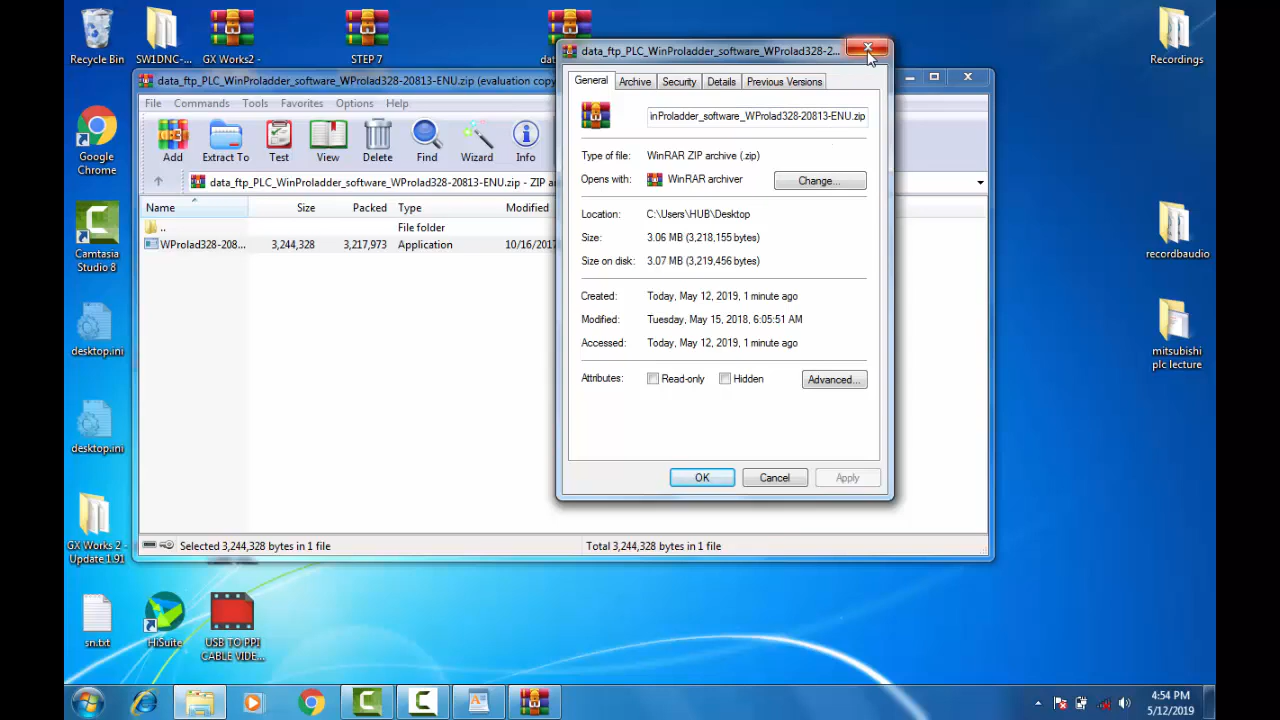 Recycle Bin
SW1DNC-...
GX Works2 -
STEP 7
Recordings
Google
Chrome
Camtasia
Studio 8
recordbaudio
desktop.ini
mitsubishi
plc lecture
desktop.ini
GX Works 2 -
Update 1.91
sn.txt
HiSuite
USB TO PPI
CABLE VIDE...
data_ftp_PLC_WinProladder_software_WProlad328-20813-ENU.zip (evaluation copy
File Commands Tools Favorites Options Help
Add Extract To Test View Delete Find Wizard Info
data_ftp_PLC_WinProladder_software_WProlad328-20813-ENU.zip - ZIP
Name Size Packed Type Modified
.. File folder
WProlad328-208... 3,244,328 3,217,973 Application 10/16/2017
Selected 3,244,328 bytes in 1 file Total 3,244,328 bytes in 1 file
data_ftp_PLC_WinProladder_software_WProlad328-2...
General Archive Security Details Previous Versions
inProladder_software_WProlad328-20813-ENU.zip
Type of file: WinRAR ZIP archive (.zip)
Opens with: WinRAR archiver Change...
Location: C:\Users\HUB\Desktop
Size: 3.06 MB (3,218,155 bytes)
Size on disk: 3.07 MB (3,219,456 bytes)
Created: Today, May 12, 2019, 1 minute ago
Modified: Tuesday, May 15, 2018, 6:05:51 AM
Accessed: Today, May 12, 2019, 1 minute ago
Attributes: Read-only Hidden Advanced...
OK Cancel Apply
4:54 PM
5/12/2019